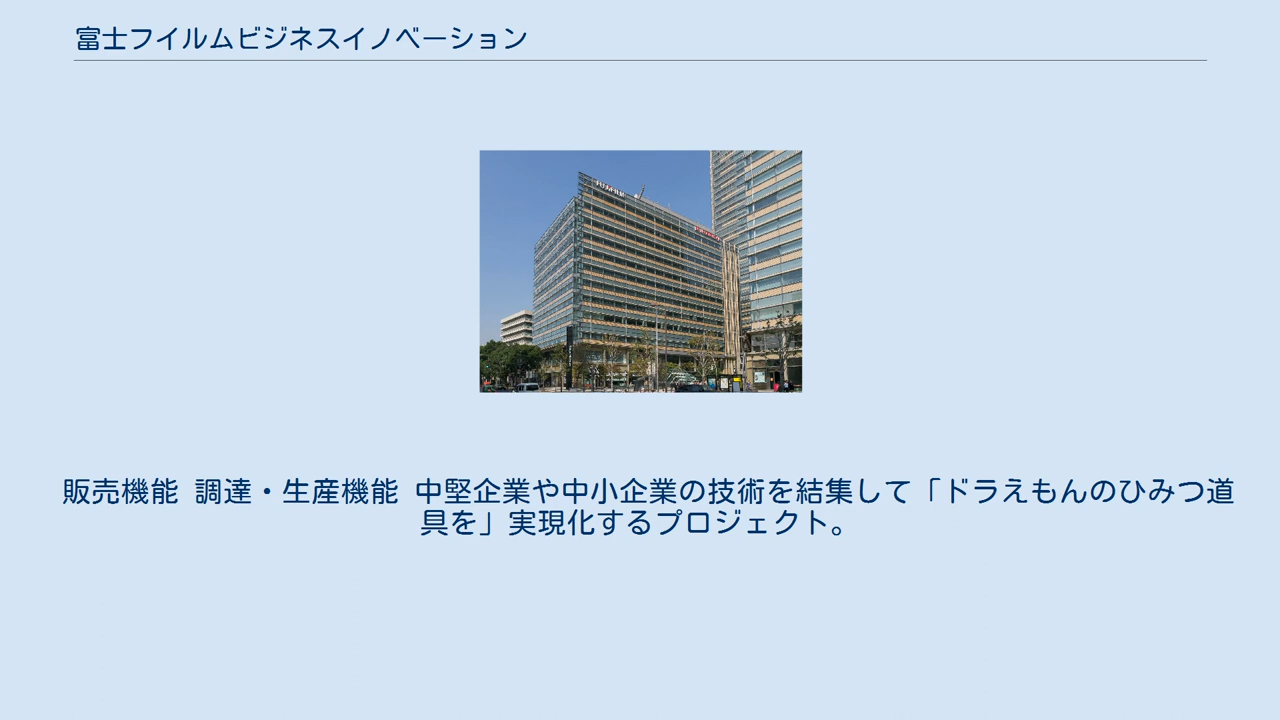 富士フイルムビジネスイノベーション
販売機能 調達・生産機能 中堅企業や中小企業の技術を結集して「ドラえもんのひみつ道
具を」実現化するプロジェクト。